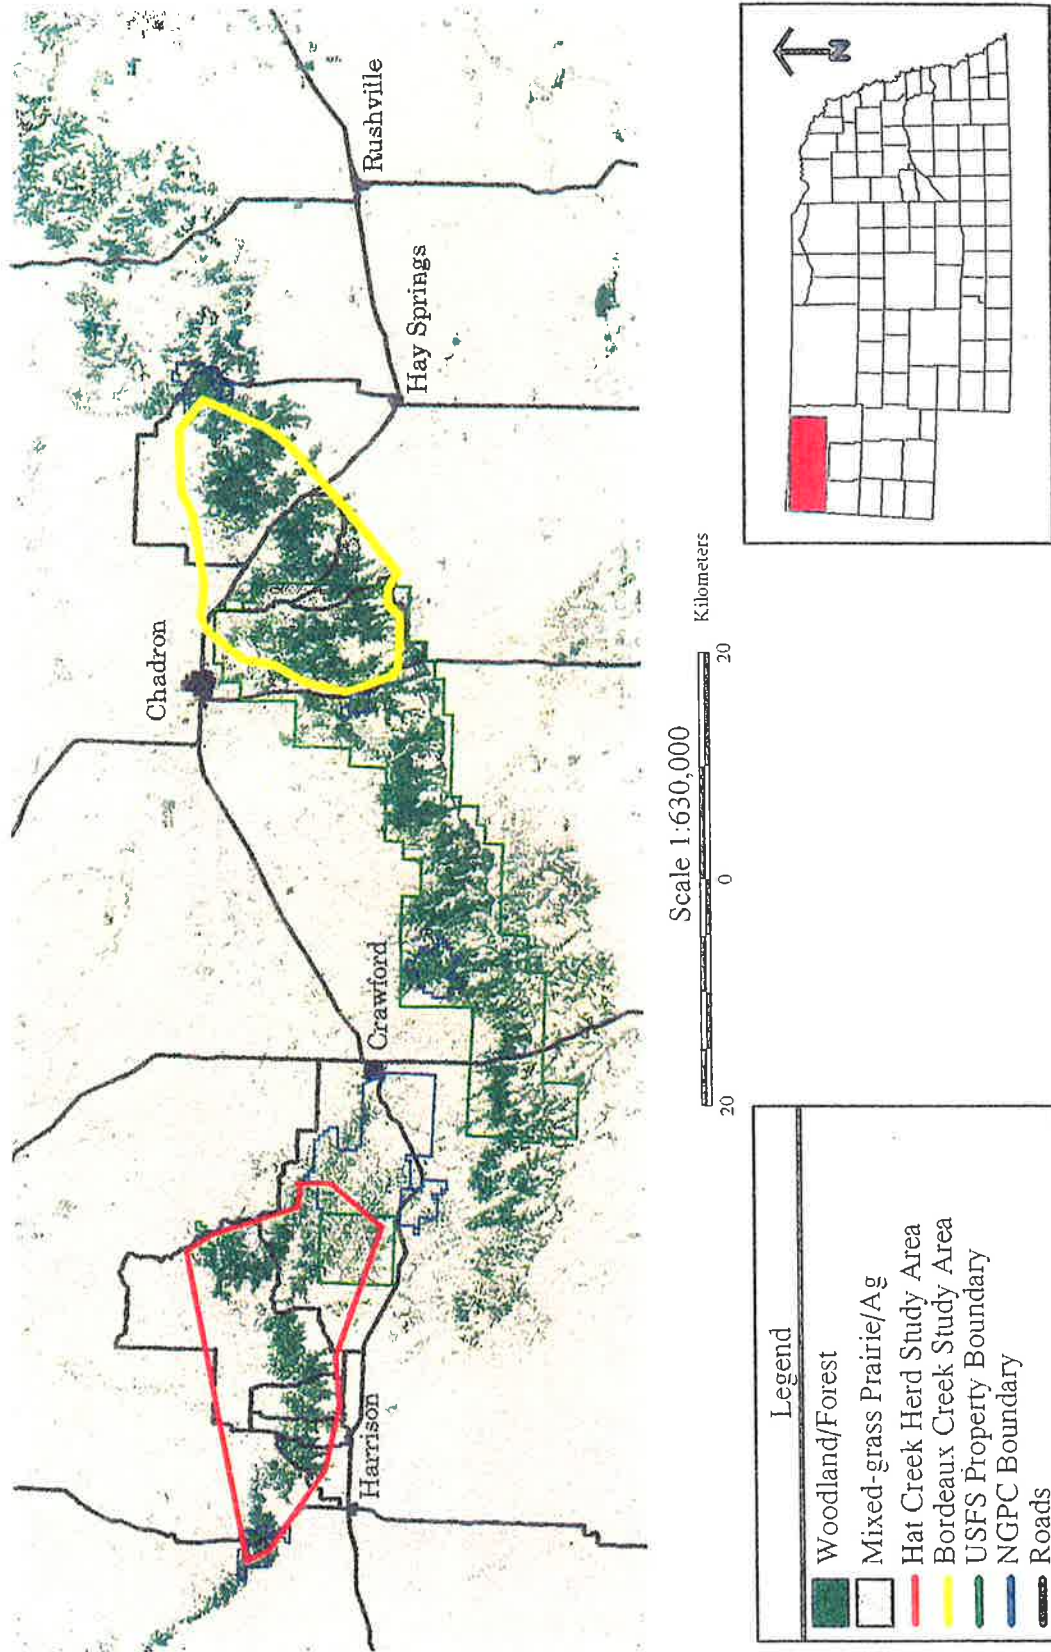 Chadron
Rushville
Hay Springs
Crawford
Harrison
Scale 1:630,000
20
0
20
Kilometers
N
Legend
Woodland/Forest
Mixed-grass Prairie/Ag
Hat Creek Herd Study Area
Bordeaux Creek Study Area
USFS Property Boundary
NGPC Boundary
Roads